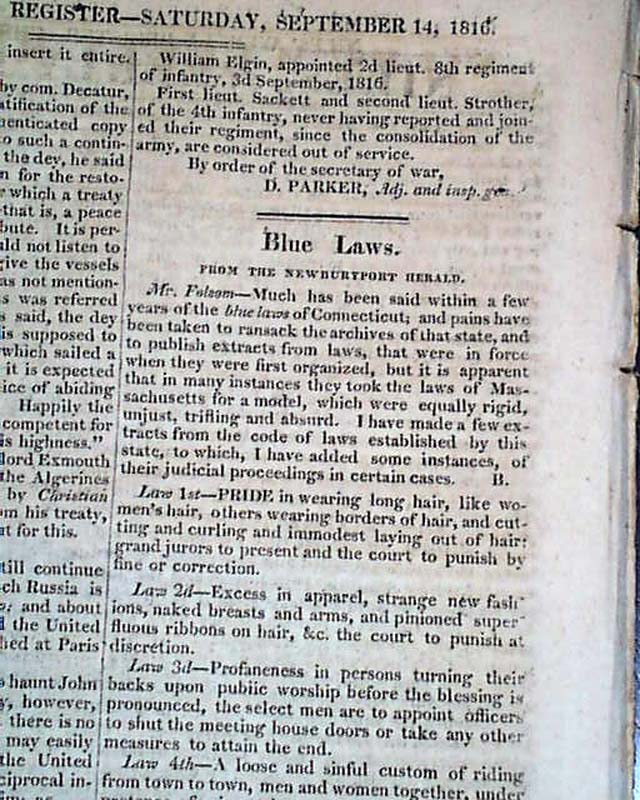 REGISTER—SATURDAY, SEPTEMBER 14, 1816.
insert it entire.
by com. Decatur,
atification of the
uenticated copy
o such a contin-
the dey, he said
n for the resto-
r which a treaty
that is, a peace
bute. It is per-
uld not listen to
give the vessels
as not mention-
s was referred
s said, the dey
is supposed to
which sailed a
it is expected
ice of abiding
Happily the
competent for
is highness."
lord Exmouth
the Algerines
by Christian
om his treaty,
at for this.
till continue
ch Russia is
; and about
d the United
hed at Paris
s haunt John
y, however,
there is no
may easily
the United
ciprocal in-
William Elgin, appointed 2d lieut. 8th regiment
of infantry, 3d September, 1816.
First lieut. Sackett and second lieut. Strother,
of the 4th infantry, never having reported and join-
ed their regiment, since the consolidation of the
army, are considered out of service.
By order of the secretary of war,
D. PARKER, Adj. and insp. gen.
Blue Laws.
FROM THE NEWBURYPORT HERALD.
Mr. Folsom—Much has been said within a few
years of the blue laws of Connecticut; and pains have
been taken to ransack the archives of that state, and
to publish extracts from laws, that were in force
when they were first organized, but it is apparent
that in many instances they took the laws of Mas-
sachusetts for a model, which were equally rigid,
unjust, trifling and absurd. I have made a few ex-
tracts from the code of laws established by this
state, to which, I have added some instances, of
their judicial proceedings in certain cases. B.
Law 1st—PRIDE in wearing long hair, like wo-
men's hair, others wearing borders of hair, and cut-
ting and curling and immodest laying out of hair:
grand jurors to present and the court to punish by
fine or correction.
Law 2d—Excess in apparel, strange new fash-
ions, naked breasts and arms, and pinioned super-
fluous ribbons on hair, &c. the court to punish at
discretion.
Law 3d—Profaneness in persons turning their
backs upon public worship before the blessing is
pronounced, the select men are to appoint officers
to shut the meeting house doors or take any other
measures to attain the end.
Law 4th—A loose and sinful custom of riding
from town to town, men and women together, under